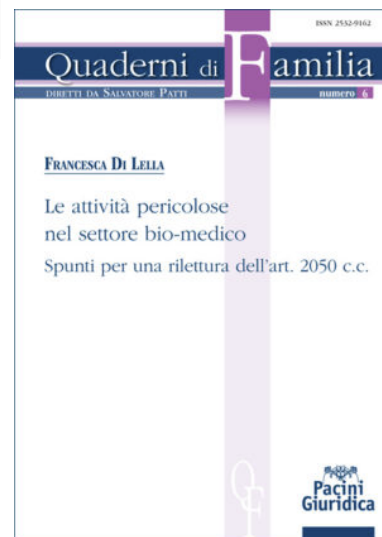 ISSN 2532-9162
Quaderni di Familia
DIRETTI DA SALVATORE PATTI numero 6
FRANCESCA DI LELLA
Le attività pericolose
nel settore bio-medico
Spunti per una rilettura dell'art. 2050 c.c.
QF
Pacini
Giuridica